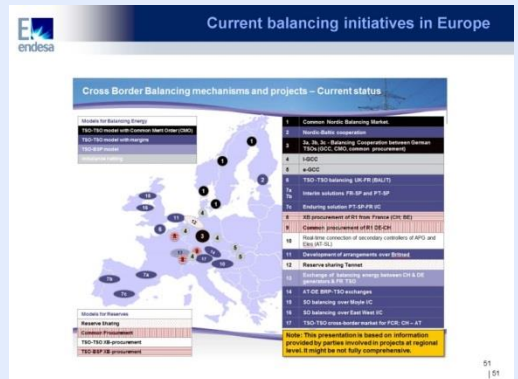 Current balancing initiatives in Europe
endesa
Cross Border Balancing mechanisms and projects – Current status
Models for Balancing Energy
TSO-TSO model with Common Merit Order (CMO)
TSO-TSO model with margins
TSO-BSP model
Imbalance netting
1 Common Nordic Balancing Market.
2 Nordic-Baltic cooperation
3 3a, 3b, 3c - Balancing Cooperation between German
TSOs (GCC, CMO, common procurement)
4 I-GCC
5 e-GCC
6 TSO-TSO balancing UK-FR (BALIT)
7a
7b Interim solutions FR-SP and PT-SP
7c Enduring solution PT-SP-FR I/C
8 XB procurement of R1 from France (CH; BE)
9 Common procurement of R1 DE-CH
10 Real-time connection of secondary controllers of APG and
Eles (AT-SL)
11 Development of arrangements over Britned
12 Reserve sharing Tennet
13 Exchange of balancing energy between CH & DE
generators & FR TSO
14 AT-DE BRP-TSO exchanges
15 SO balancing over Moyle I/C
16 SO balancing over East West I/C
17 TSO-TSO cross-border market for FCR: CH – AT
Models for Reserves
Reserve Sharing
Common Procurement
TSO-TSO XB-procurement
TSO-BSP XB procurement
Note: This presentation is based on information
provided by parties involved in projects at regional
level. It might be not fully comprehensive.
51
| 51